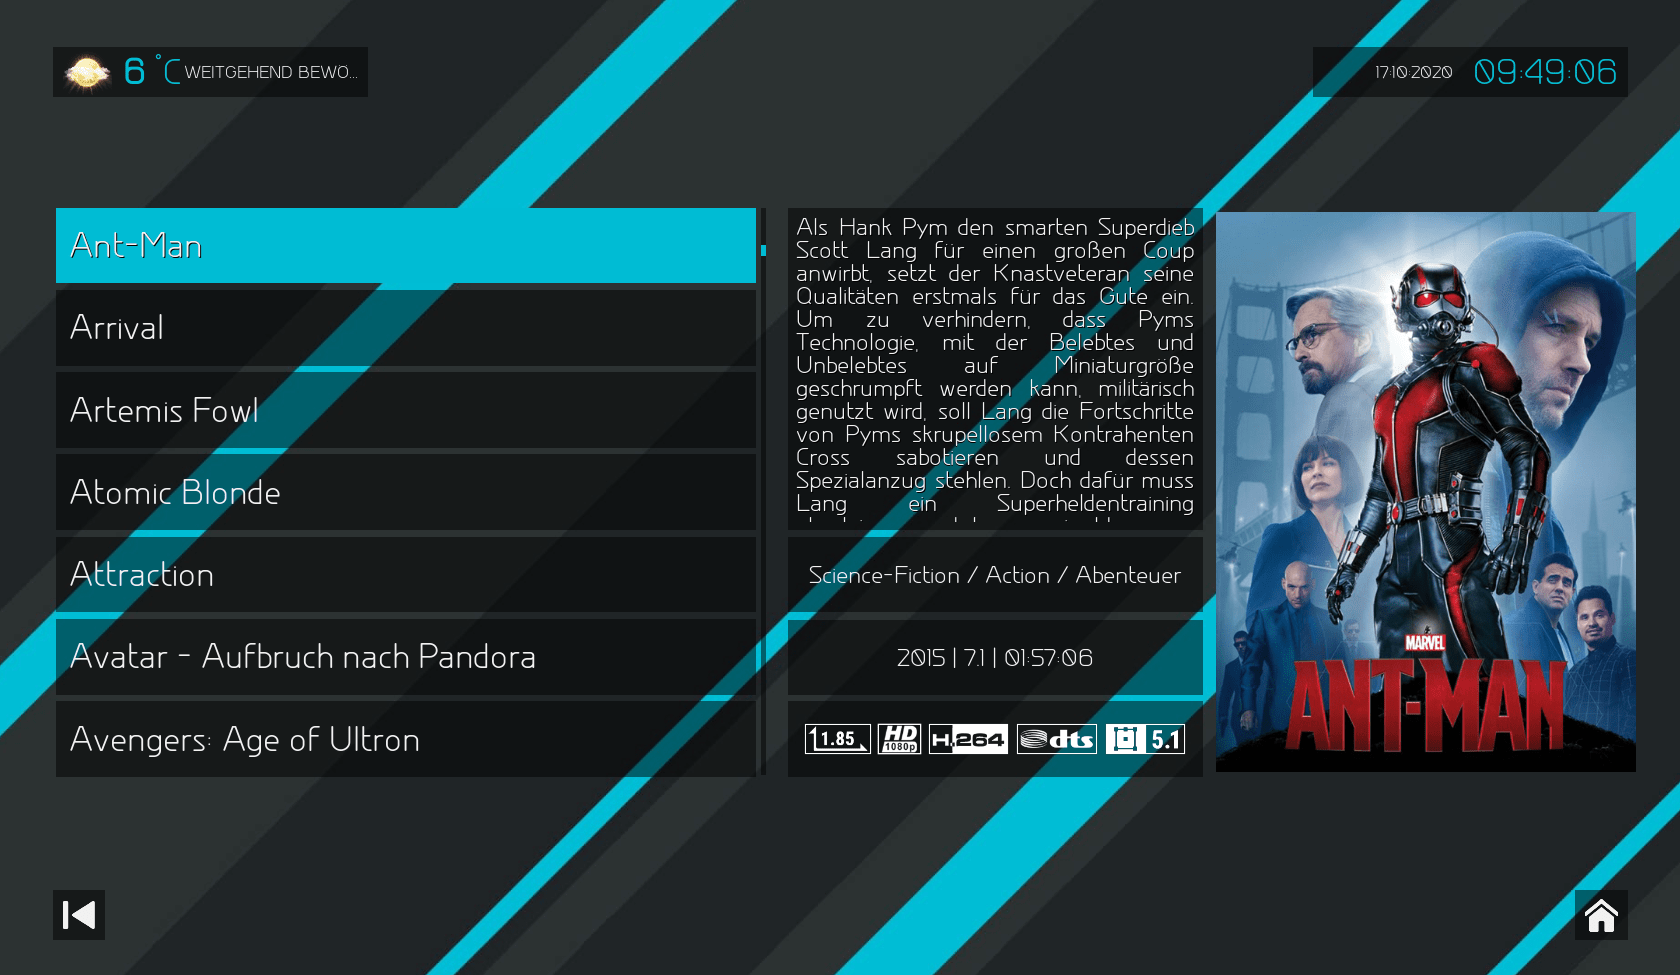 6 °C WEITGEHEND BEWÖ...
17.10.2020 09:49:06
Ant-Man
Arrival
Artemis Fowl
Atomic Blonde
Attraction
Avatar - Aufbruch nach Pandora
Avengers: Age of Ultron
Als Hank Pym den smarten Superdieb
Scott Lang für einen großen Coup
anwirbt, setzt der Knastveteran seine
Qualitäten erstmals für das Gute ein.
Um zu verhindern, dass Pyms
Technologie, mit der Belebtes und
Unbelebtes auf Miniaturgröße
geschrumpft werden kann, militärisch
genutzt wird, soll Lang die Fortschritte
von Pyms skrupellosem Kontrahenten
Cross sabotieren und dessen
Spezialanzug stehlen. Doch dafür muss
Lang ein Superheldentraining
Science-Fiction / Action / Abenteuer
2015 | 7.1 | 01:57:06
1 1.85 HD 1080p H.264 dts 5.1
MARVEL
ANT-MAN